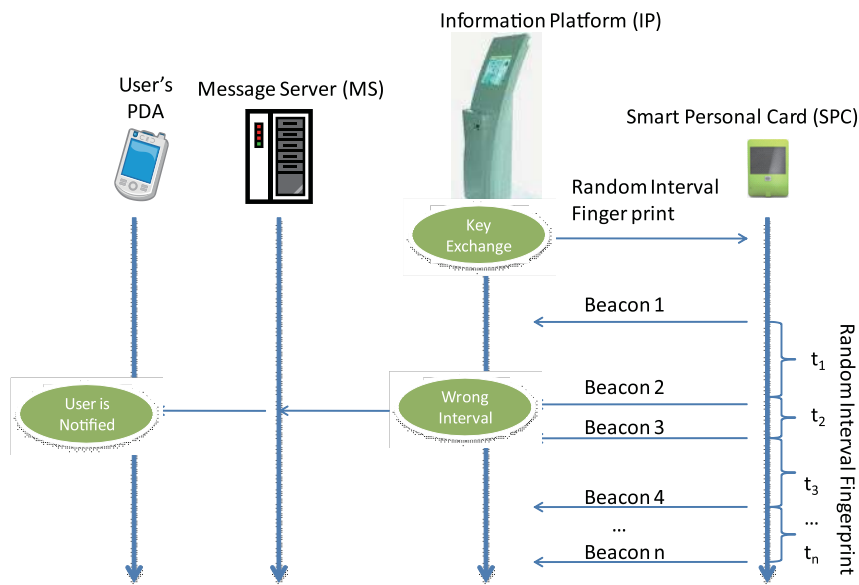 Information Platform (IP)
User's
PDA
Message Server (MS)
Smart Personal Card (SPC)
Random Interval
Finger print
Key
Exchange
Beacon 1
t1
Beacon 2
User is
Notified
Wrong
Interval
t2
Beacon 3
t3
Beacon 4
...
...
Beacon n
tn
Random Interval Fingerprint